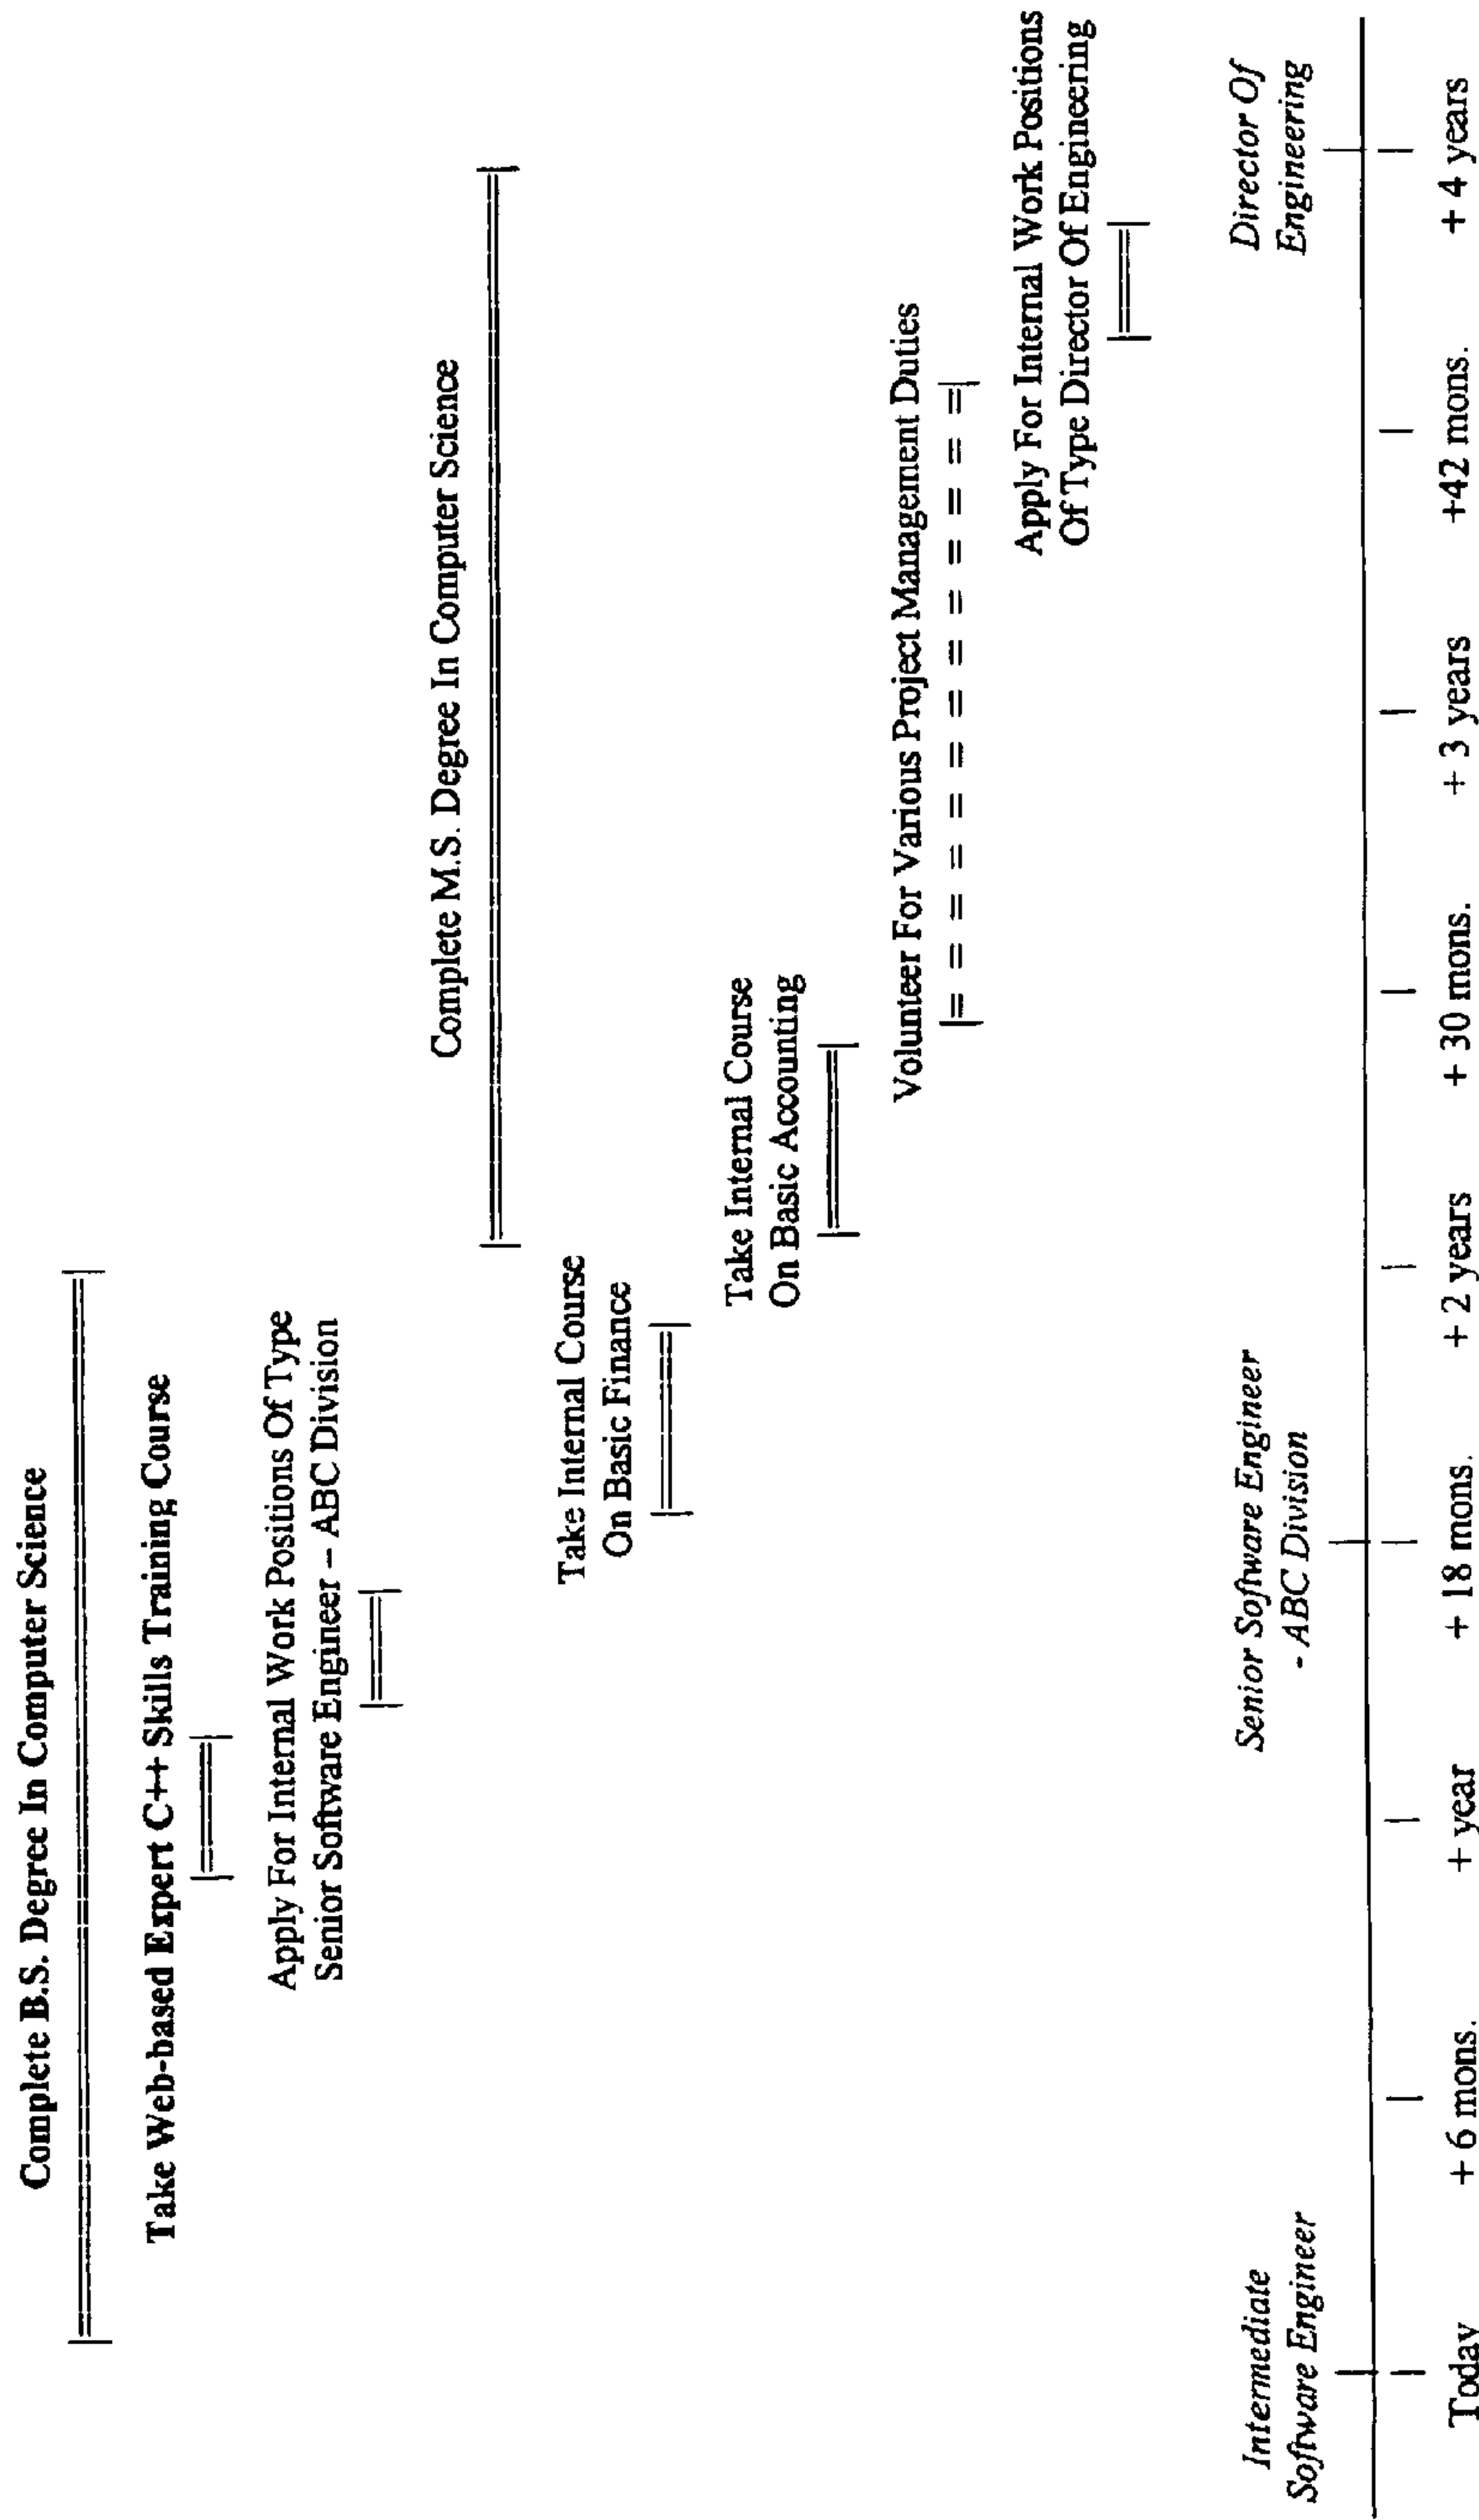 Complete B.S. Degree In Computer Science
Take Web-based Expert C++ Skills Training Course
Apply For Internal Work Positions Of Type
Senior Software Engineer – ABC Division
Complete M.S. Degree In Computer Science
Take Internal Course
On Basic Finance
Take Internal Course
On Basic Accounting
Volunteer For Various Project Management Duties
Apply For Internal Work Positions
Of Type Director Of Engineering
Intermediate
Software Engineer
Senior Software Engineer
- ABC Division
Director Of
Engineering
Today + 6 mons. + year + 18 mons. + 2 years + 30 mons. + 3 years +42 mons. + 4 years